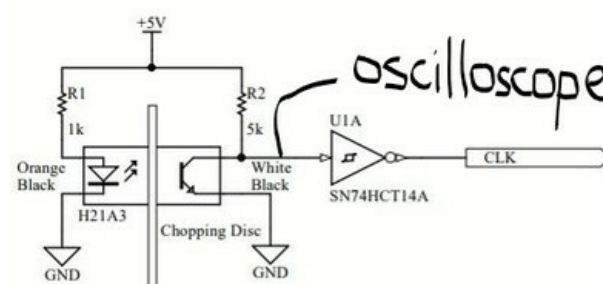 +5V
oscilloscope
R1
R2
U1A
1k
5k
CLK
Orange
Black
White
Black
SN74HCT14A
H21A3
Chopping Disc
GND
GND